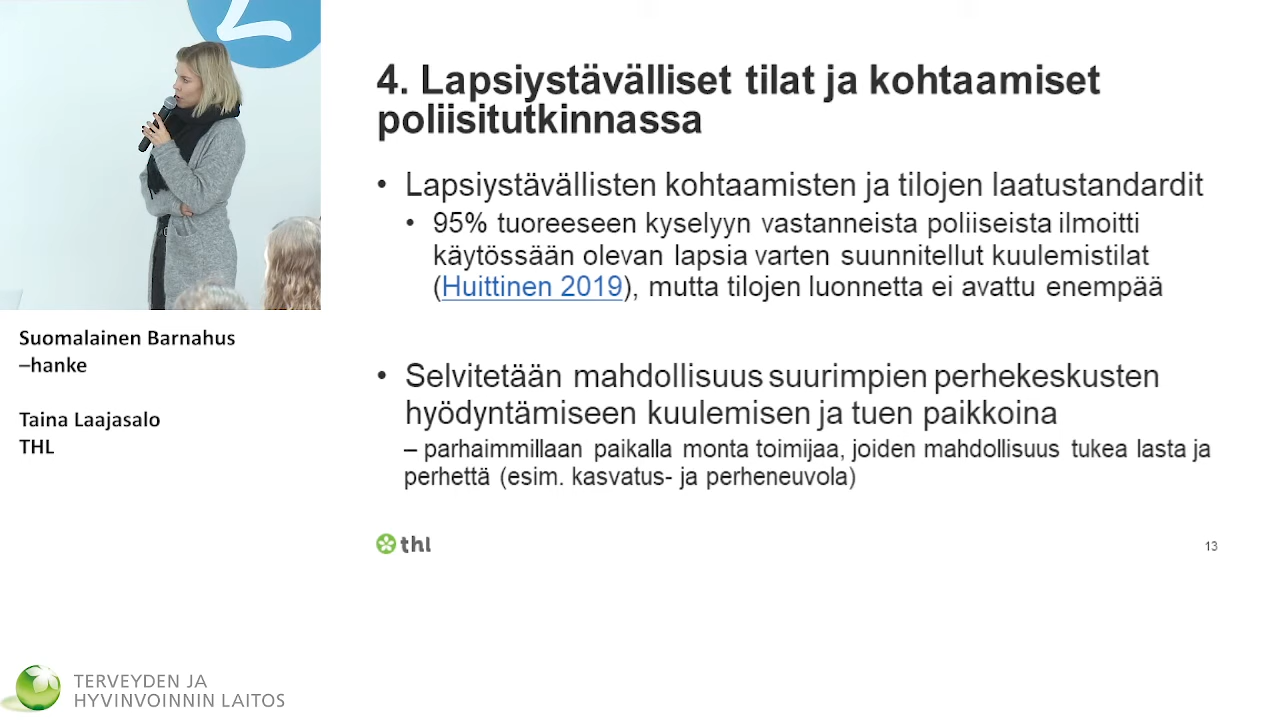 4. Lapsiystävälliset tilat ja kohtaamiset
poliisitutkinnassa
• Lapsiystävällisten kohtaamisten ja tilojen laatustandardit
• 95% tuoreeseen kyselyyn vastanneista poliiseista ilmoitti
käytössään olevan lapsia varten suunnitellut kuulemistilat
(Huittinen 2019), mutta tilojen luonnetta ei avattu enempää
• Selvitetään mahdollisuus suurimpien perhekeskusten
hyödyntämiseen kuulemisen ja tuen paikkoina
– parhaimmillaan paikalla monta toimijaa, joiden mahdollisuus tukea lasta ja
perhettä (esim. kasvatus- ja perheneuvola)
thl
13
Suomalainen Barnahus
–hanke
Taina Laajasalo
THL
TERVEYDEN JA
HYVINVOINNIN LAITOS